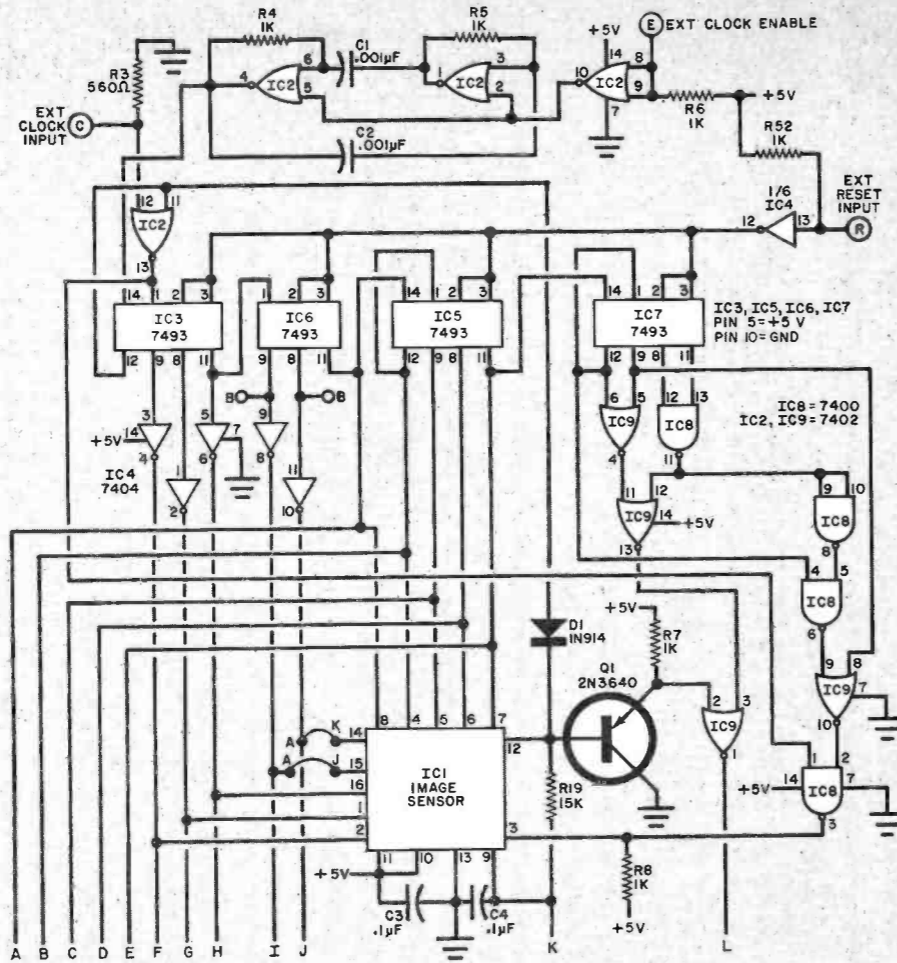 R4
1K
R5
1K
+5V
E EXT CLOCK ENABLE
C1
.001µF
6
5
4
IC2
1
IC2
3
2
10
IC2
14
8
9
7
R3
560Ω
EXT
CLOCK
INPUT
C
C2
.001µF
R6
1K
+5V
R52
1K
1/6
IC4
12
13
EXT
RESET
INPUT
R
12
11
IC2
13
14 1 2 3
IC3
7493
12 9 8 11
1 2 3
IC6
7493
9 8 11
14 1 2 3
IC5
7493
12 9 8 11
14 1 2 3
IC7
7493
12 9 8 11
IC3, IC5, IC6, IC7
PIN 5=+5 V
PIN 10=GND
B
B
6 5
IC9
4
12 13
IC8
11
IC8=7400
IC2, IC9=7402
+5V
3
14
4
IC4
7404
1
2
5
7
6
9
8
11
10
11 12
IC9
14
+5V
13
9 10
IC8
8
4 5
IC8
6
D1
1N914
+5V
R7
1K
Q1
2N3640
2 3
IC9
1
9 8
IC9
7
10
1 2
14
+5V
IC8
7
3
A K
A J
8 4 5 6 7
14
15
16
1
2
IC1
IMAGE
SENSOR
12
3
11 10 13 9
R19
15K
R8
1K
+5V
+5V
C3
.1µF
C4
.1µF
A B C D E F G H I J K L